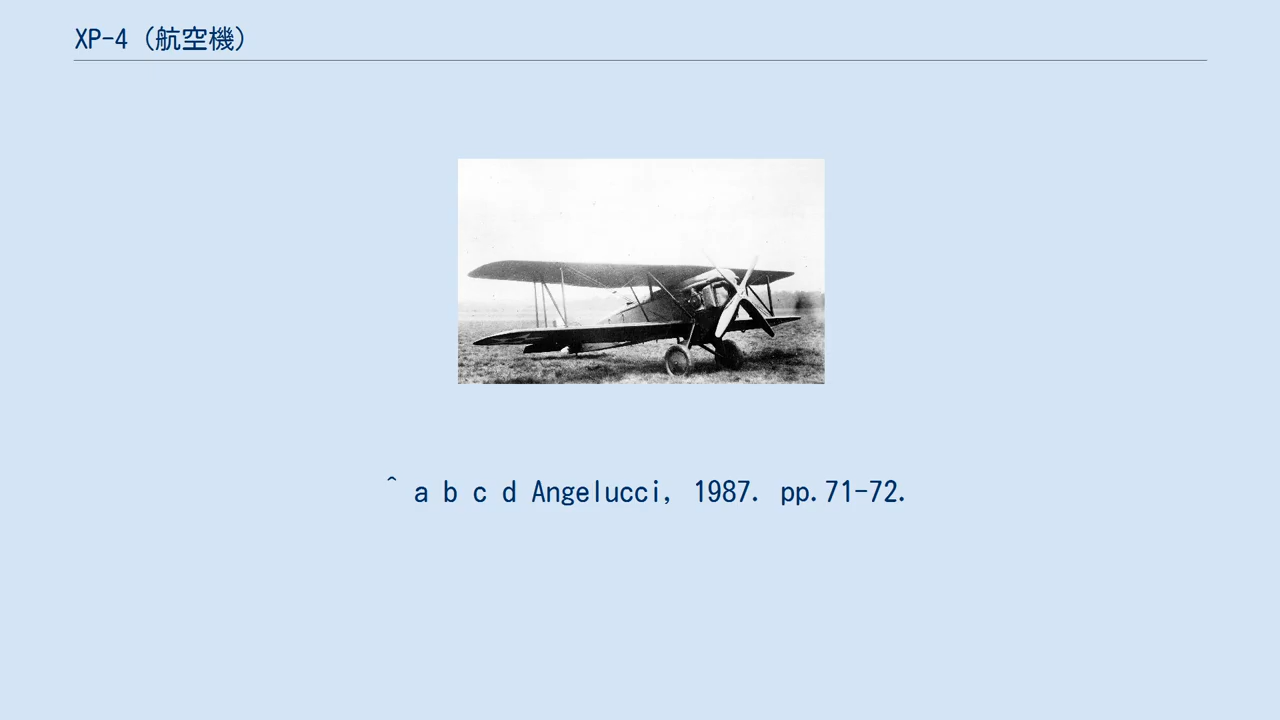 XP-4（航空機）
^ a b c d Angelucci, 1987. pp.71-72.